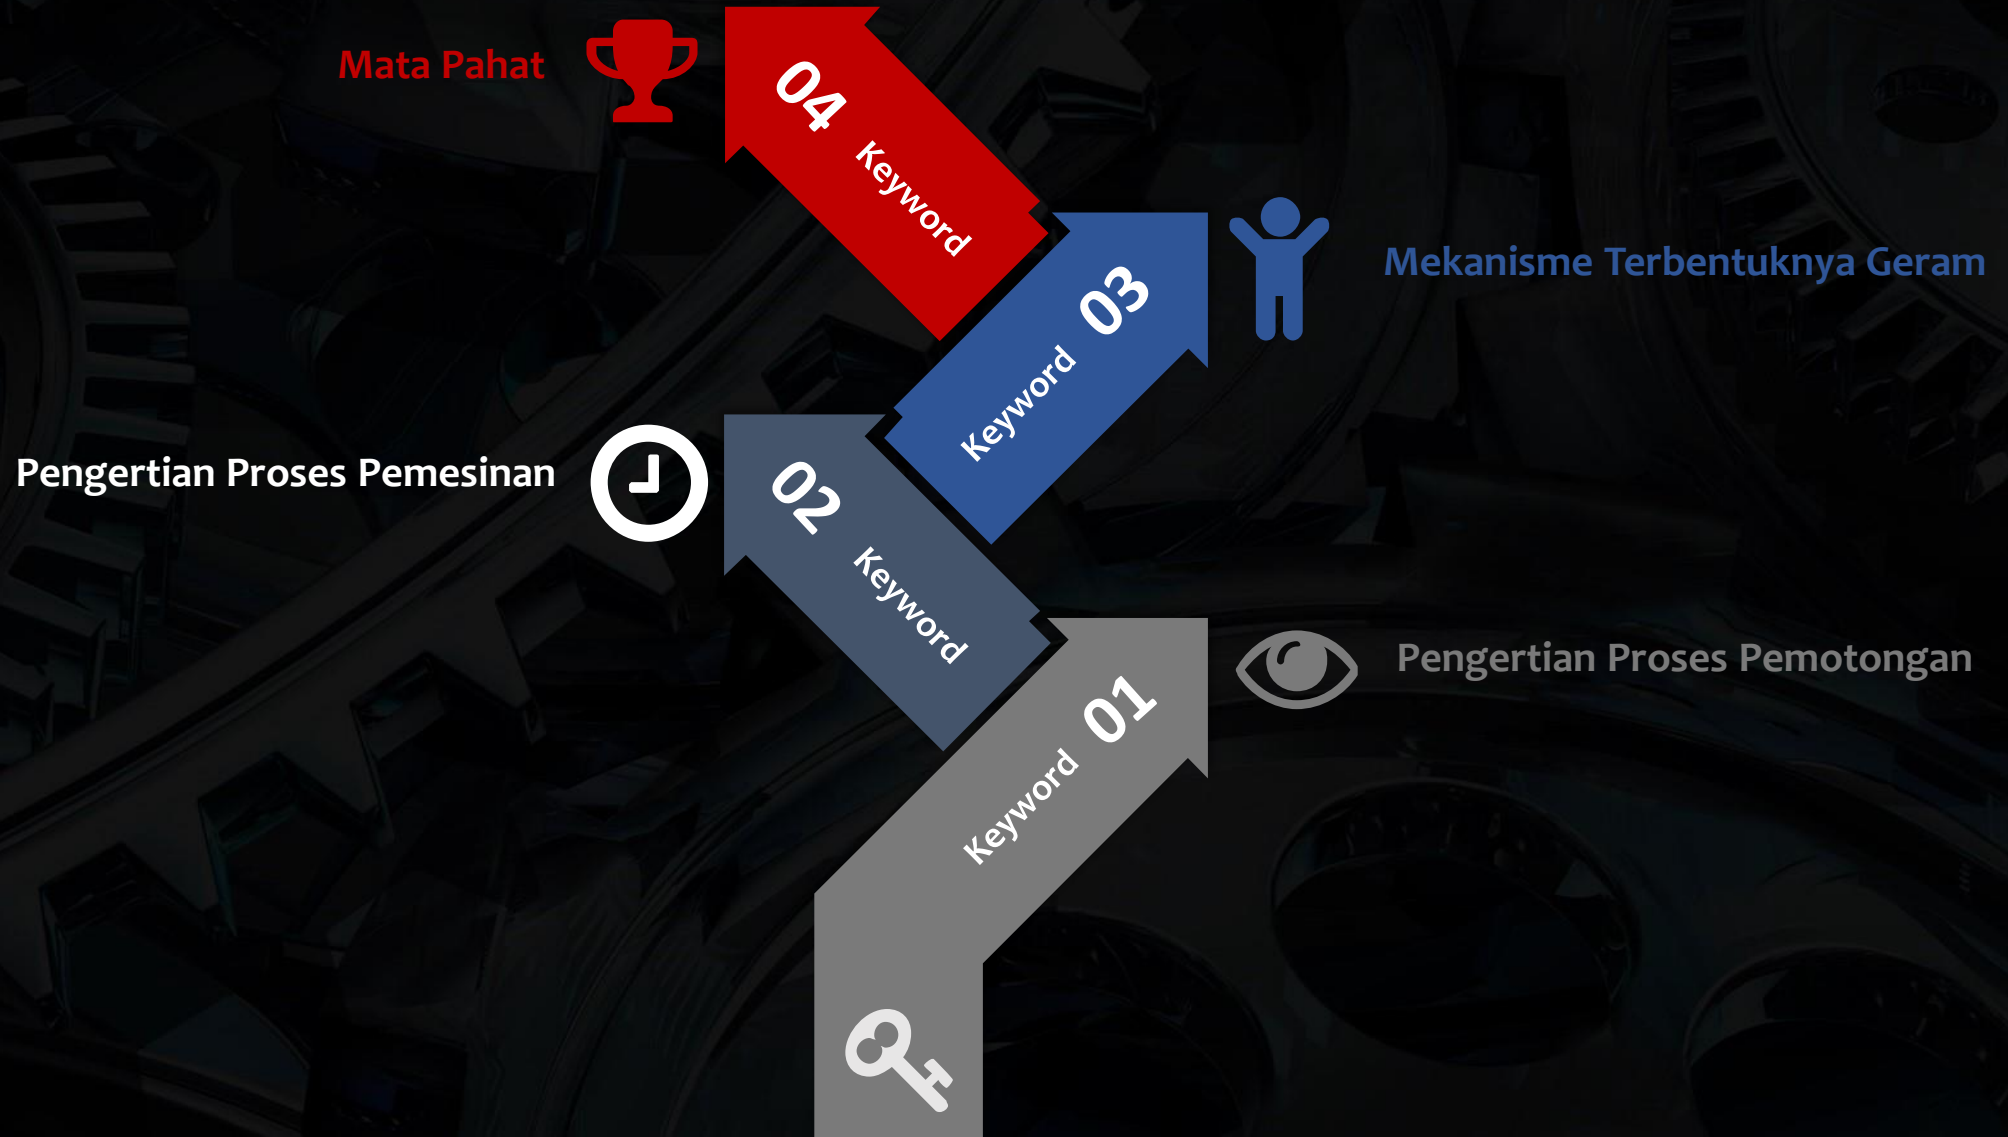 Mata Pahat
04
Keyword
Mekanisme Terbentuknya Geram
03
Keyword
Pengertian Proses Pemesinan
02
Keyword
Pengertian Proses Pemotongan
01
Keyword